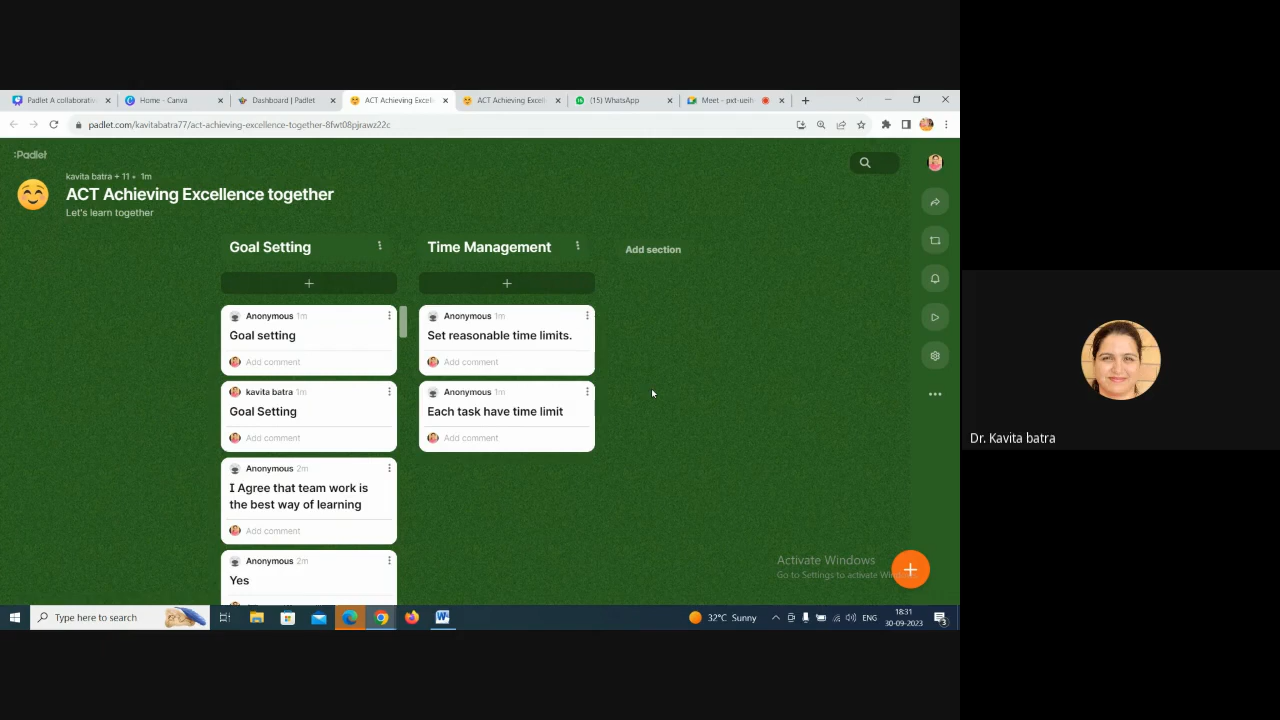 Padlet A collaborativ
Home - Canva
Dashboard | Padlet
ACT Achieving Excelle
ACT Achieving Excelle
(15) WhatsApp
Meet - pxt-ueif
padlet.com/kavitabatra77/act-achieving-excellence-together-8fwt08pjrawz22c
:Padlet
kavita batra + 11 • 1m
ACT Achieving Excellence together
Let's learn together
Goal Setting
Time Management
Add section
Anonymous 1m
Goal setting
Add comment
kavita batra 1m
Goal Setting
Add comment
Anonymous 2m
I Agree that team work is
the best way of learning
Add comment
Anonymous 2m
Yes
Anonymous 1m
Set reasonable time limits.
Add comment
Anonymous 1m
Each task have time limit
Add comment
Activate Windows
Go to Settings to activate
Dr. Kavita batra
Type here to search
32°C Sunny
ENG
18:31
30-09-2023
3